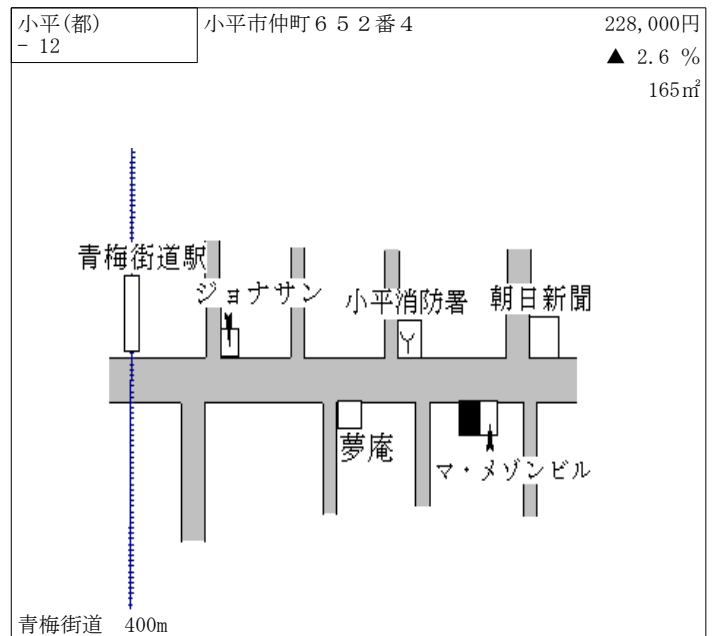 小平(都)
- 12
小平市仲町６５２番４
228,000円
▲ 2.6 %
165㎡
青梅街道駅
ジョナサン
小平消防署
朝日新聞
夢庵
マ・メゾンビル
青梅街道 400m